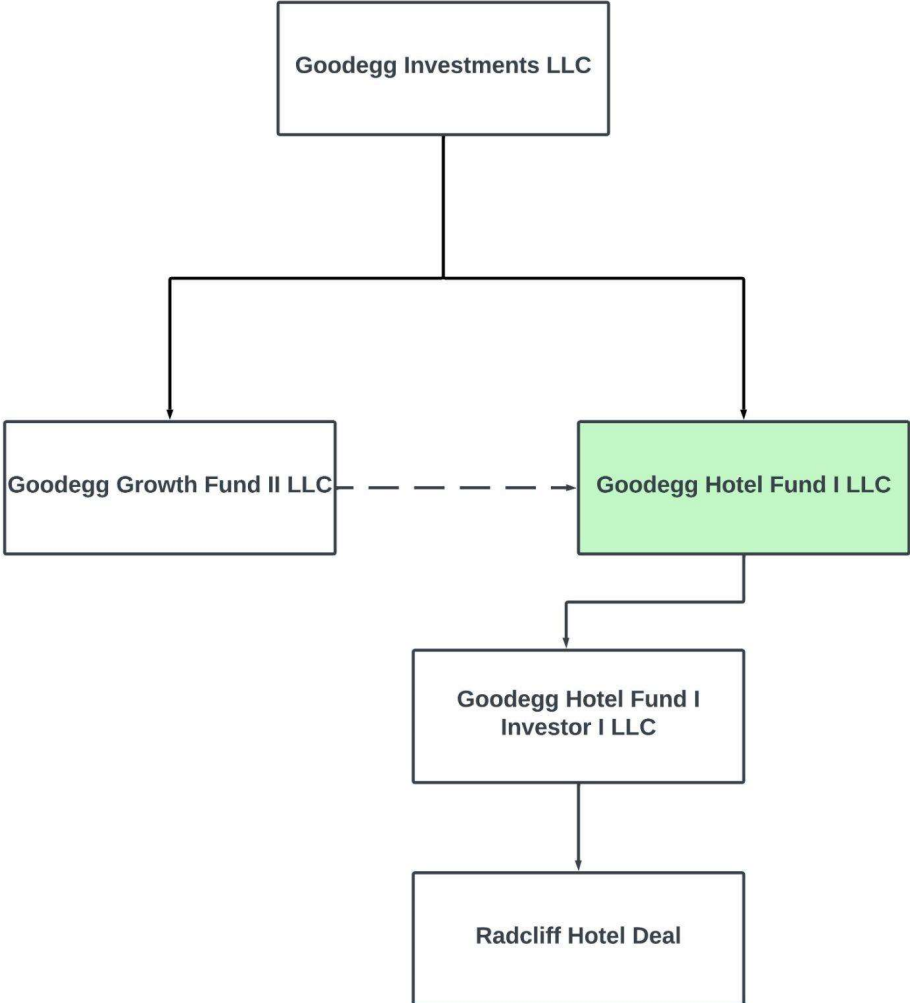 Goodegg Investments LLC
Goodegg Growth Fund II LLC
Goodegg Hotel Fund I LLC
Goodegg Hotel Fund I
Investor I LLC
Radcliff Hotel Deal